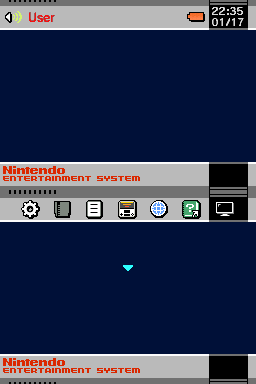 User
22:35
01/17
Nintendo
ENTERTAINMENT SYSTEM
?
Nintendo
ENTERTAINMENT SYSTEM